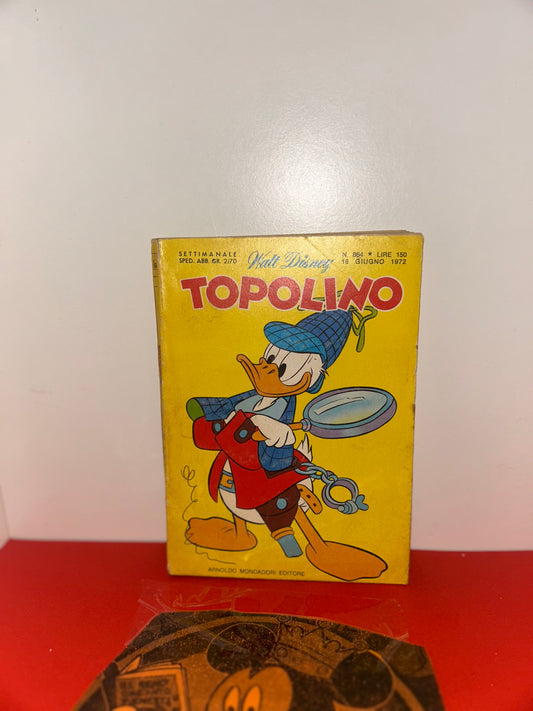 SETTIMANALE
SPED. ABB. GR. 2/70
Walt Disney
N. 864 * LIRE 150
18 GIUGNO 1972
TOPOLINO
ARNOLDO MONDADORI EDITORE